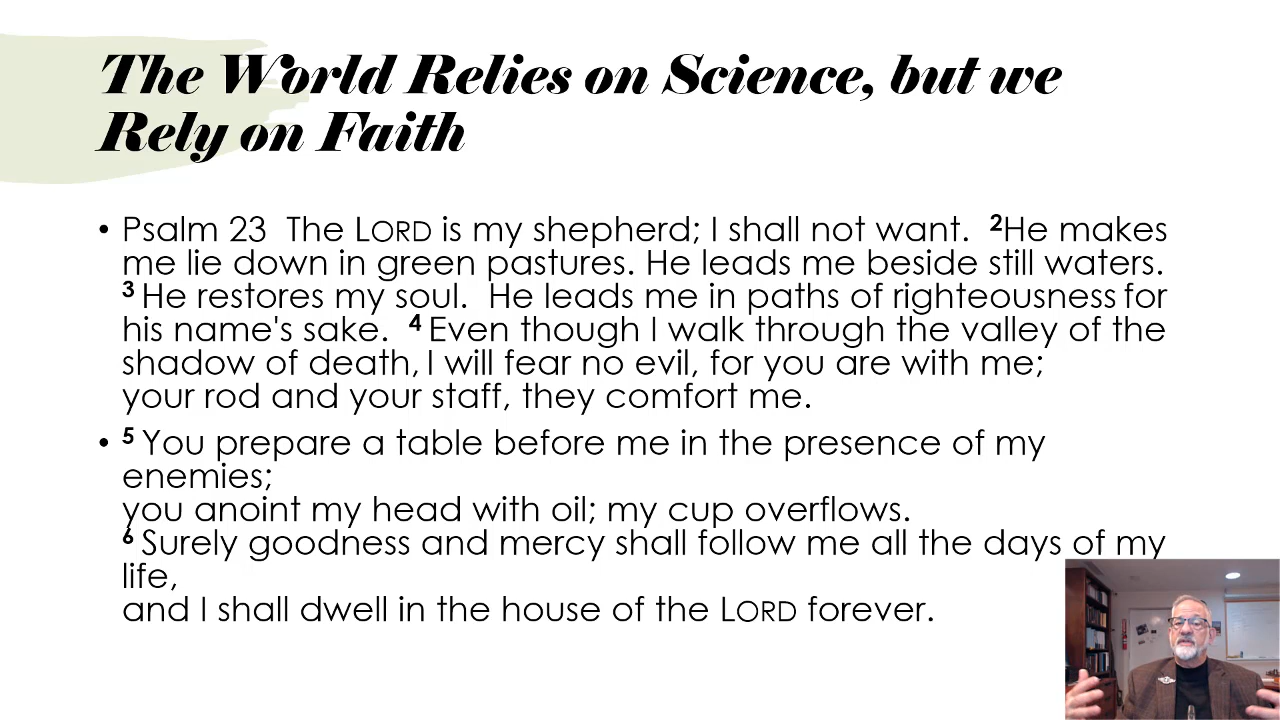 The World Relies on Science, but we
Rely on Faith
• Psalm 23 The LORD is my shepherd; I shall not want. 2He makes
me lie down in green pastures. He leads me beside still waters.
3 He restores my soul. He leads me in paths of righteousness for
his name's sake. 4 Even though I walk through the valley of the
shadow of death, I will fear no evil, for you are with me;
your rod and your staff, they comfort me.
• 5 You prepare a table before me in the presence of my
enemies;
you anoint my head with oil; my cup overflows.
6 Surely goodness and mercy shall follow me all the days of my
life,
and I shall dwell in the house of the LORD forever.